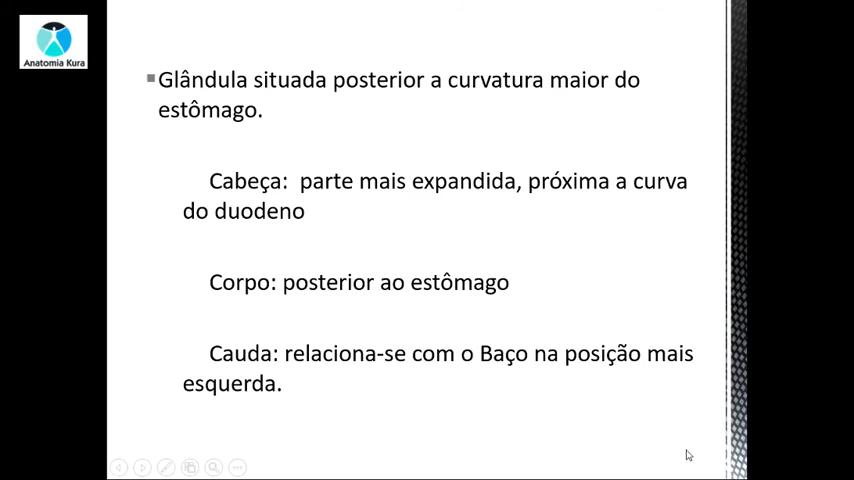 Anatomia Kura
Glândula situada posterior a curvatura maior do
estômago.
Cabeça: parte mais expandida, próxima a curva
do duodeno
Corpo: posterior ao estômago
Cauda: relaciona-se com o Baço na posição mais
esquerda.